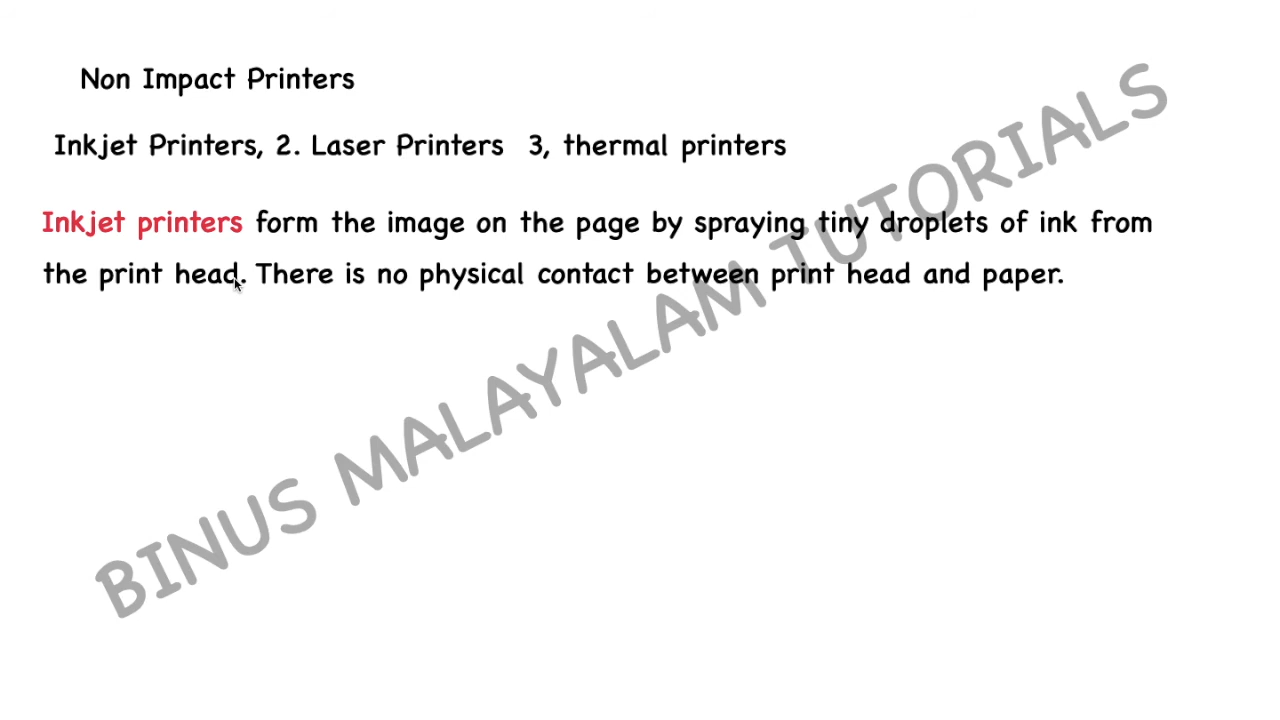 Non Impact Printers
Inkjet Printers, 2. Laser Printers 3, thermal printers
Inkjet printers form the image on the page by spraying tiny droplets of ink from
the print head. There is no physical contact between print head and paper.
BINUS MALAYALAM TUTORIALS